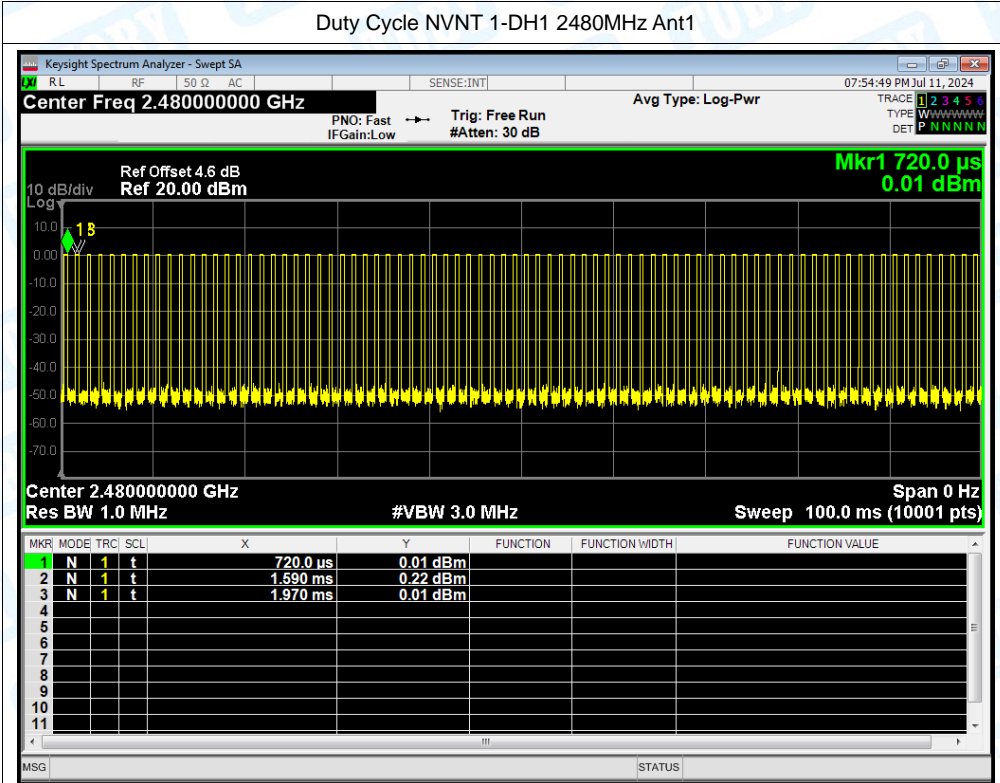 Duty Cycle NVNT 1-DH1 2480MHz Ant1
Keysight Spectrum Analyzer - Swept SA
LXI RL RF 50 Ω AC SENSE:INT 07:54:49 PM Jul 11, 2024
Center Freq 2.480000000 GHz Avg Type: Log-Pwr TRACE 1 2 3 4 5 6
PNO: Fast Trig: Free Run TYPE WWWWWWW
IFGain:Low #Atten: 30 dB DET P N N N N N
Mkr1 720.0 µs
Ref Offset 4.6 dB
10 dB/div Ref 20.00 dBm 0.01 dBm
Log
10.0
0.00
-10.0
-20.0
-30.0
-40.0
-50.0
-60.0
-70.0
Center 2.480000000 GHz Span 0 Hz
Res BW 1.0 MHz #VBW 3.0 MHz Sweep 100.0 ms (10001 pts)
MKR MODE TRC SCL X Y FUNCTION FUNCTION WIDTH FUNCTION VALUE
1 N 1 t 720.0 µs 0.01 dBm
2 N 1 t 1.590 ms 0.22 dBm
3 N 1 t 1.970 ms 0.01 dBm
4
5
6
7
8
9
10
11
MSG STATUS